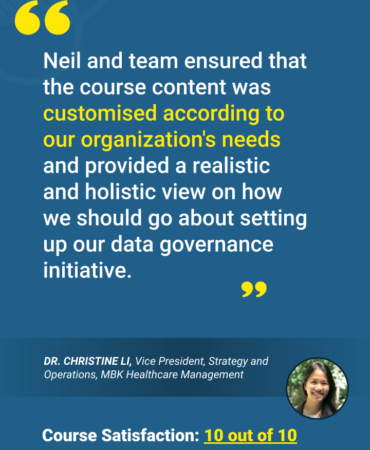 “
Neil and team ensured that
the course content was
customised according to
our organization's needs
and provided a realistic
and holistic view on how
we should go about setting
up our data governance
initiative.
”
DR. CHRISTINE LI, Vice President, Strategy and
Operations, MBK Healthcare Management
Course Satisfaction: 10 out of 10